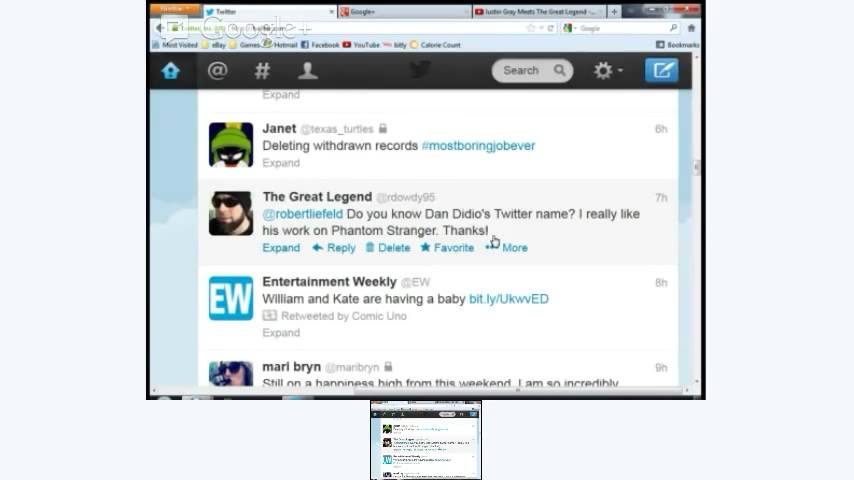 Firefox
Twitter
Google+
Justin Gray Meets The Great Legend -...
Google+
Google
Most Visited eBay Games Hotmail Facebook YouTube bitly Calorie Count Bookmarks
@ # Search
Expand
Janet @texas_turtles 6h
Deleting withdrawn records #mostboringjobever
Expand
The Great Legend @rdowdy95 7h
@robertliefeld Do you know Dan Didio's Twitter name? I really like
his work on Phantom Stranger. Thanks!
Expand Reply Delete Favorite More
Entertainment Weekly @EW 8h
EW
William and Kate are having a baby bit.ly/UkwvED
Retweeted by Comic Uno
Expand
mari bryn @maribryn 9h
Still on a happiness high from this weekend. I am so incredibly